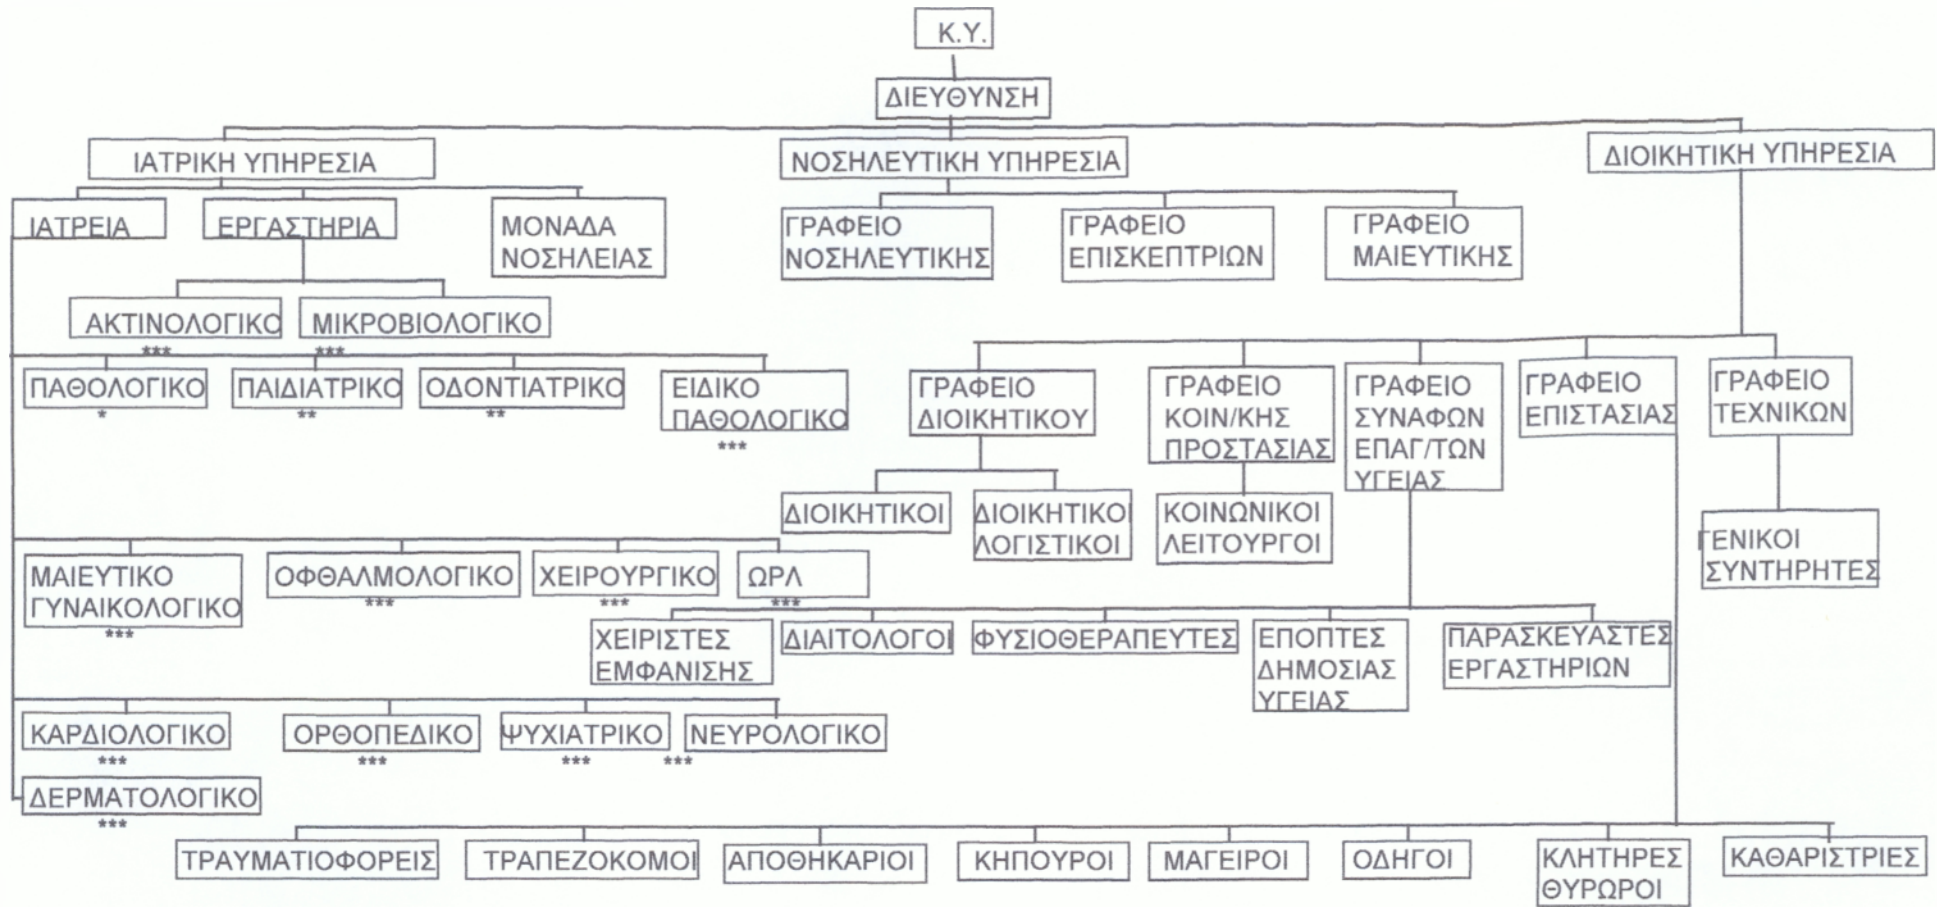 Κ.Υ.
ΔΙΕΥΘΥΝΣΗ
ΙΑΤΡΙΚΗ ΥΠΗΡΕΣΙΑ
ΝΟΣΗΛΕΥΤΙΚΗ ΥΠΗΡΕΣΙΑ
ΔΙΟΙΚΗΤΙΚΗ ΥΠΗΡΕΣΙΑ
ΙΑΤΡΕΙΑ
ΕΡΓΑΣΤΗΡΙΑ
ΜΟΝΑΔΑ
ΝΟΣΗΛΕΙΑΣ
ΓΡΑΦΕΙΟ
ΝΟΣΗΛΕΥΤΙΚΗΣ
ΓΡΑΦΕΙΟ
ΕΠΙΣΚΕΠΤΡΙΩΝ
ΓΡΑΦΕΙΟ
ΜΑΙΕΥΤΙΚΗΣ
ΑΚΤΙΝΟΛΟΓΙΚΟ
***
ΜΙΚΡΟΒΙΟΛΟΓΙΚΟ
***
ΠΑΘΟΛΟΓΙΚΟ
*
ΠΑΙΔΙΑΤΡΙΚΟ
**
ΟΔΟΝΤΙΑΤΡΙΚΟ
**
ΕΙΔΙΚΟ
ΠΑΘΟΛΟΓΙΚΟ
***
ΓΡΑΦΕΙΟ
ΔΙΟΙΚΗΤΙΚΟΥ
ΓΡΑΦΕΙΟ
ΚΟΙΝ/ΚΗΣ
ΠΡΟΣΤΑΣΙΑΣ
ΓΡΑΦΕΙΟ
ΣΥΝΑΦΩΝ
ΕΠΑΓ/ΤΩΝ
ΥΓΕΙΑΣ
ΓΡΑΦΕΙΟ
ΕΠΙΣΤΑΣΙΑΣ
ΓΡΑΦΕΙΟ
ΤΕΧΝΙΚΩΝ
ΔΙΟΙΚΗΤΙΚΟΙ
ΔΙΟΙΚΗΤΙΚΟΙ
ΛΟΓΙΣΤΙΚΟΙ
ΚΟΙΝΩΝΙΚΟΙ
ΛΕΙΤΟΥΡΓΟΙ
ΓΕΝΙΚΟΙ
ΣΥΝΤΗΡΗΤΕΣ
ΜΑΙΕΥΤΙΚΟ
ΓΥΝΑΙΚΟΛΟΓΙΚΟ
***
ΟΦΘΑΛΜΟΛΟΓΙΚΟ
***
ΧΕΙΡΟΥΡΓΙΚΟ
***
ΩΡΛ
***
ΧΕΙΡΙΣΤΕΣ
ΕΜΦΑΝΙΣΗΣ
ΔΙΑΙΤΟΛΟΓΟΙ
ΦΥΣΙΟΘΕΡΑΠΕΥΤΕΣ
ΕΠΟΠΤΕΣ
ΔΗΜΟΣΙΑΣ
ΥΓΕΙΑΣ
ΠΑΡΑΣΚΕΥΑΣΤΕΣ
ΕΡΓΑΣΤΗΡΙΩΝ
ΚΑΡΔΙΟΛΟΓΙΚΟ
***
ΟΡΘΟΠΕΔΙΚΟ
***
ΨΥΧΙΑΤΡΙΚΟ
***
ΝΕΥΡΟΛΟΓΙΚΟ
***
ΔΕΡΜΑΤΟΛΟΓΙΚΟ
***
ΤΡΑΥΜΑΤΙΟΦΟΡΕΙΣ
ΤΡΑΠΕΖΟΚΟΜΟΙ
ΑΠΟΘΗΚΑΡΙΟΙ
ΚΗΠΟΥΡΟΙ
ΜΑΓΕΙΡΟΙ
ΟΔΗΓΟΙ
ΚΛΗΤΗΡΕΣ
ΘΥΡΩΡΟΙ
ΚΑΘΑΡΙΣΤΡΙΕΣ